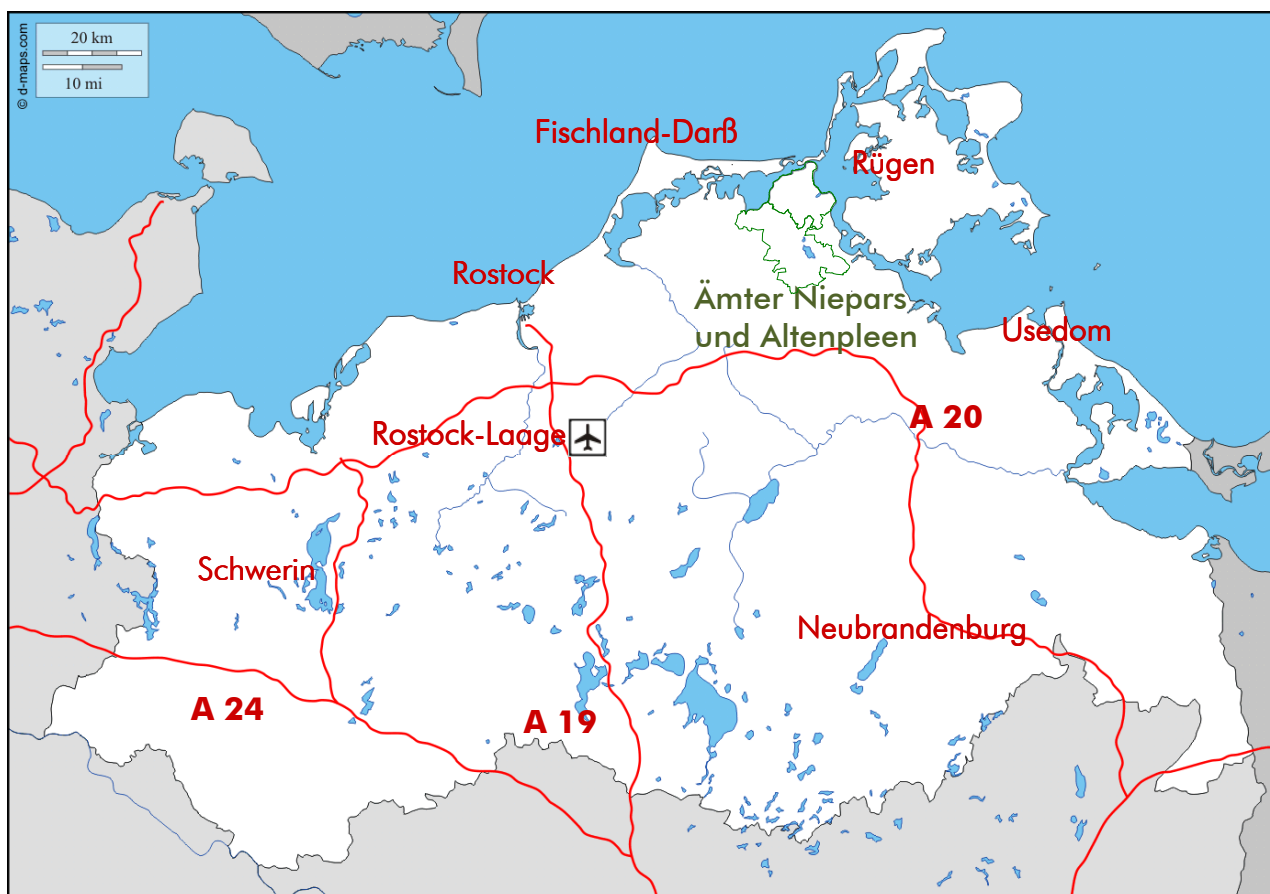 20 km
10 mi
© d-maps.com
Fischland-Darß
Rügen
Rostock
Ämter Niepars
und Altenpleen
Usedom
A 20
Rostock-Laage
Schwerin
Neubrandenburg
A 24
A 19